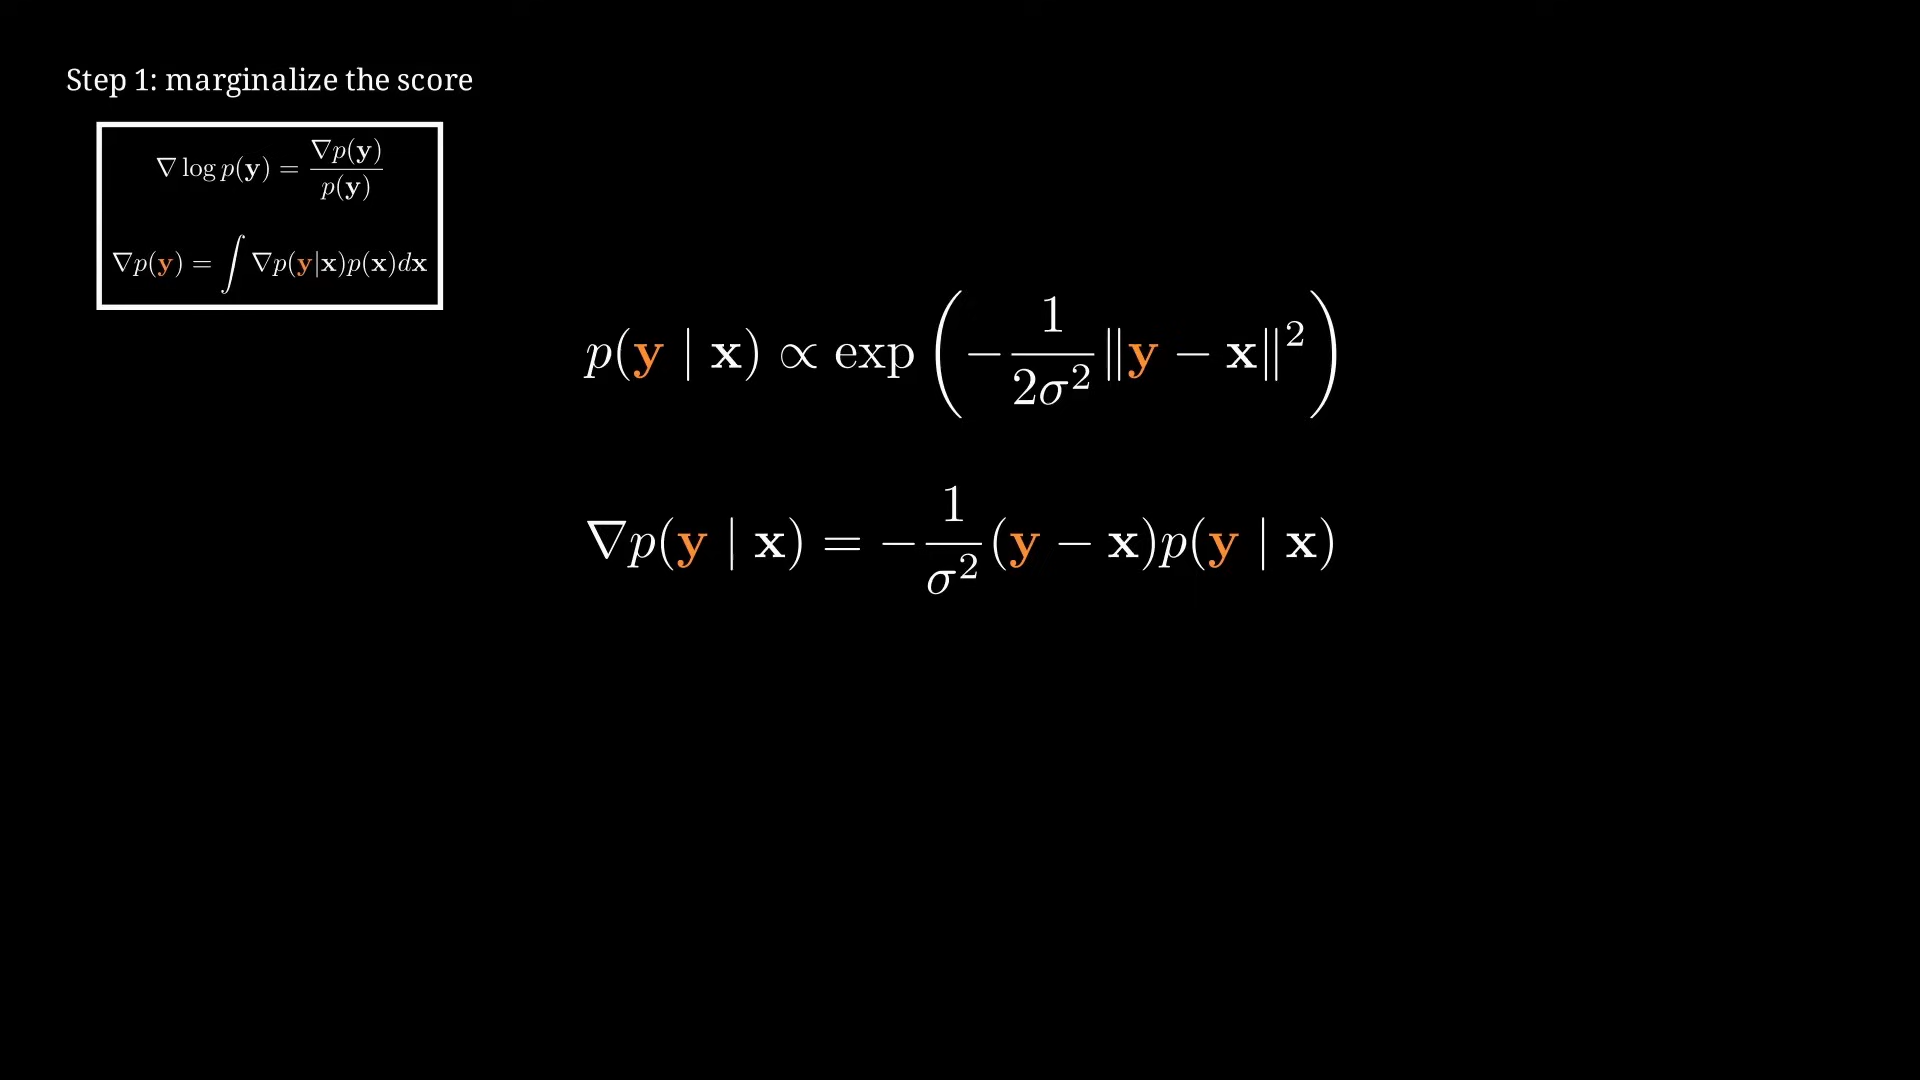 Step 1: marginalize the score
∇ log p(y) = ∇p(y) / p(y)
∇p(y) = ∫ ∇p(y|x)p(x)dx
p(y | x) ∝ exp(−1/(2σ²) ‖y − x‖²)
∇p(y | x) = −1/σ² (y − x)p(y | x)